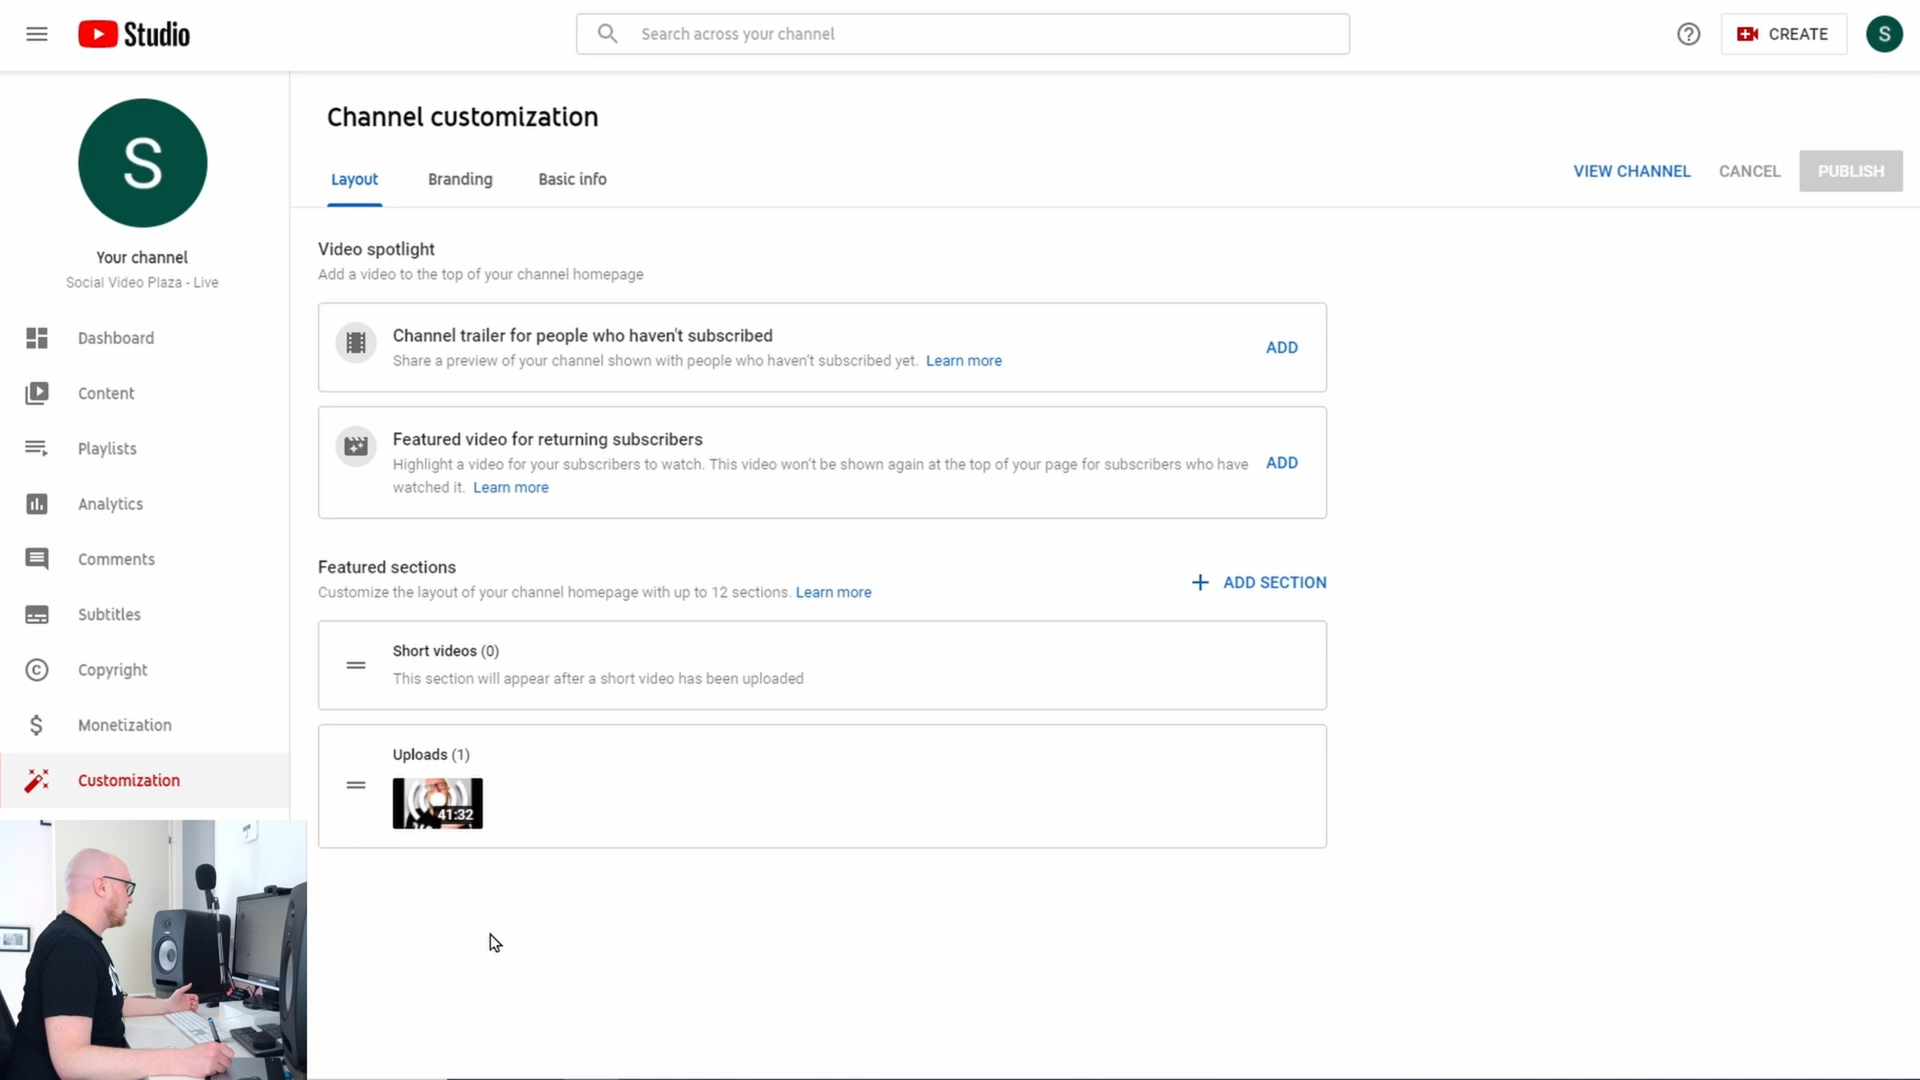 Studio
Search across your channel
CREATE
S
S
Your channel
Social Video Plaza - Live
Dashboard
Content
Playlists
Analytics
Comments
Subtitles
Copyright
Monetization
Customization
Channel customization
Layout
Branding
Basic info
VIEW CHANNEL
CANCEL
PUBLISH
Video spotlight
Add a video to the top of your channel homepage
Channel trailer for people who haven't subscribed
Share a preview of your channel shown with people who haven't subscribed yet. Learn more
ADD
Featured video for returning subscribers
Highlight a video for your subscribers to watch. This video won't be shown again at the top of your page for subscribers who have
watched it. Learn more
ADD
Featured sections
Customize the layout of your channel homepage with up to 12 sections. Learn more
ADD SECTION
Short videos (0)
This section will appear after a short video has been uploaded
Uploads (1)
41:32